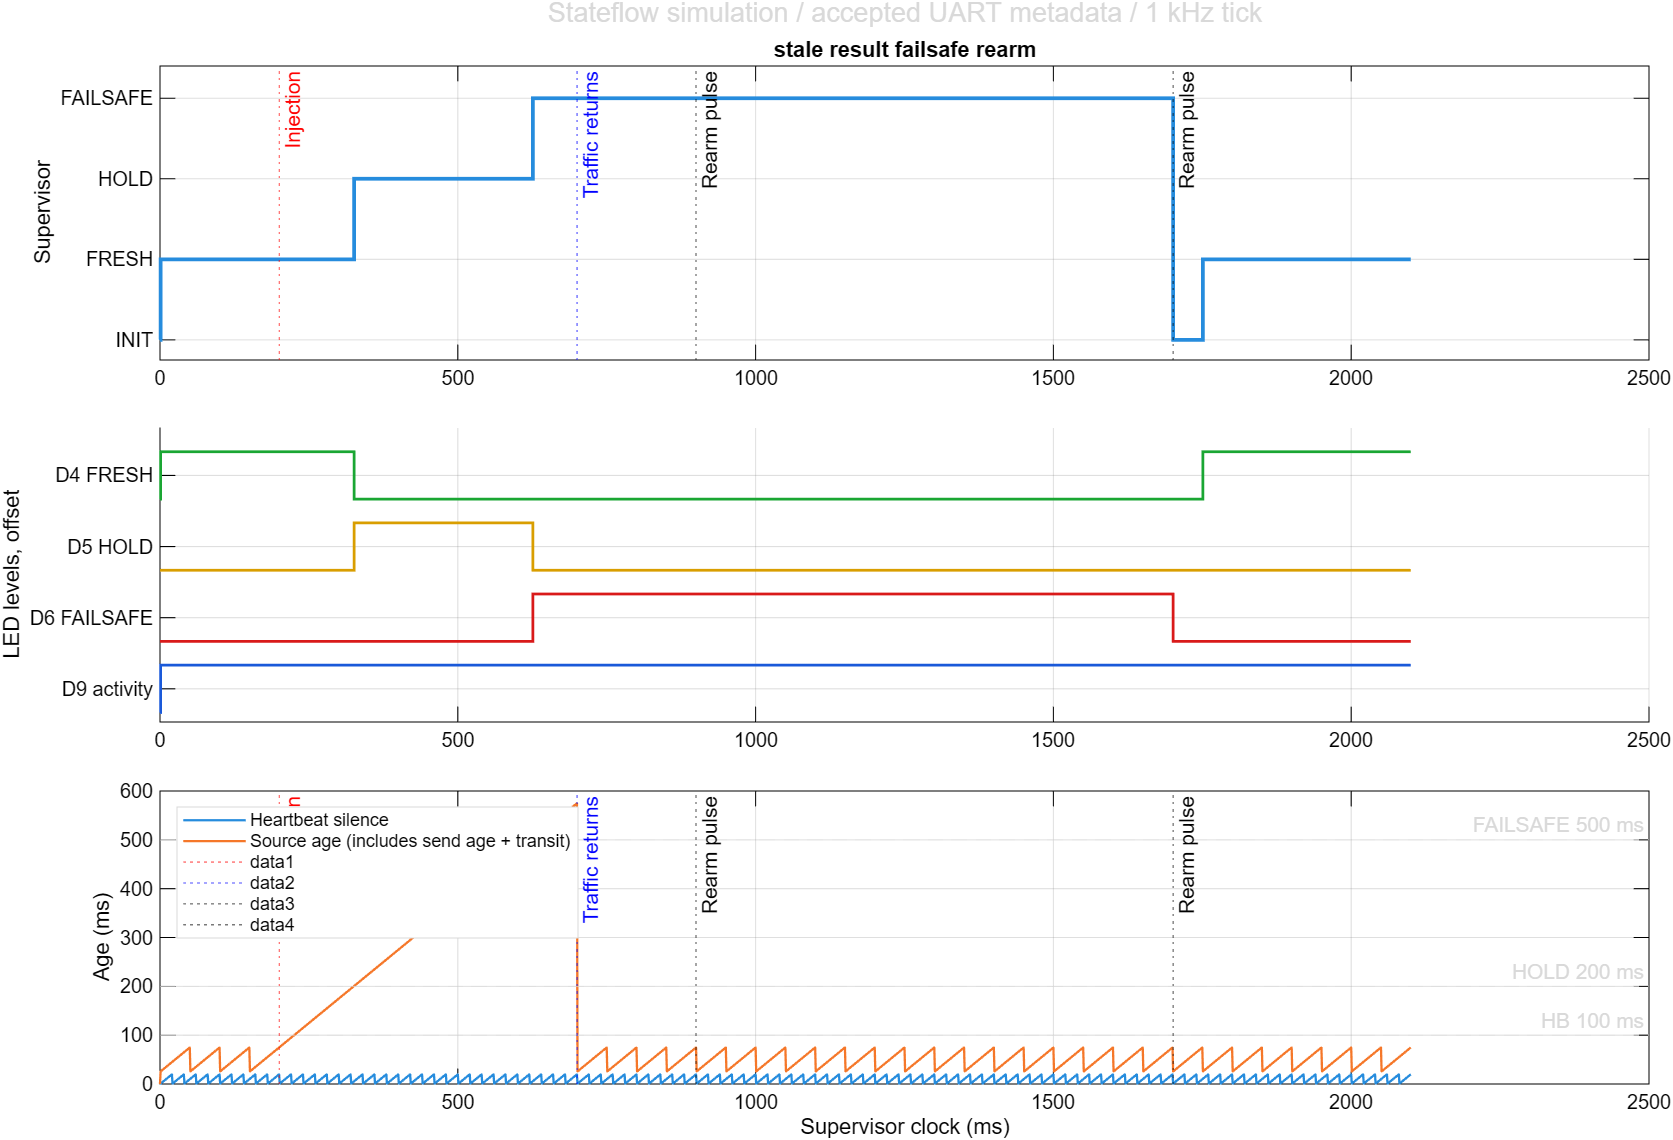 Stateflow simulation / accepted UART metadata / 1 kHz tick
stale result failsafe rearm
Supervisor
FAILSAFE
HOLD
FRESH
INIT
Injection
Traffic returns
Rearm pulse
Rearm pulse
0 500 1000 1500 2000 2500
LED levels, offset
D4 FRESH
D5 HOLD
D6 FAILSAFE
D9 activity
0 500 1000 1500 2000 2500
Age (ms)
600
500
400
300
200
100
0
n
Heartbeat silence
Source age (includes send age + transit)
data1
data2
data3
data4
Traffic returns
Rearm pulse
Rearm pulse
FAILSAFE 500 ms
HOLD 200 ms
HB 100 ms
0 500 1000 1500 2000 2500
Supervisor clock (ms)